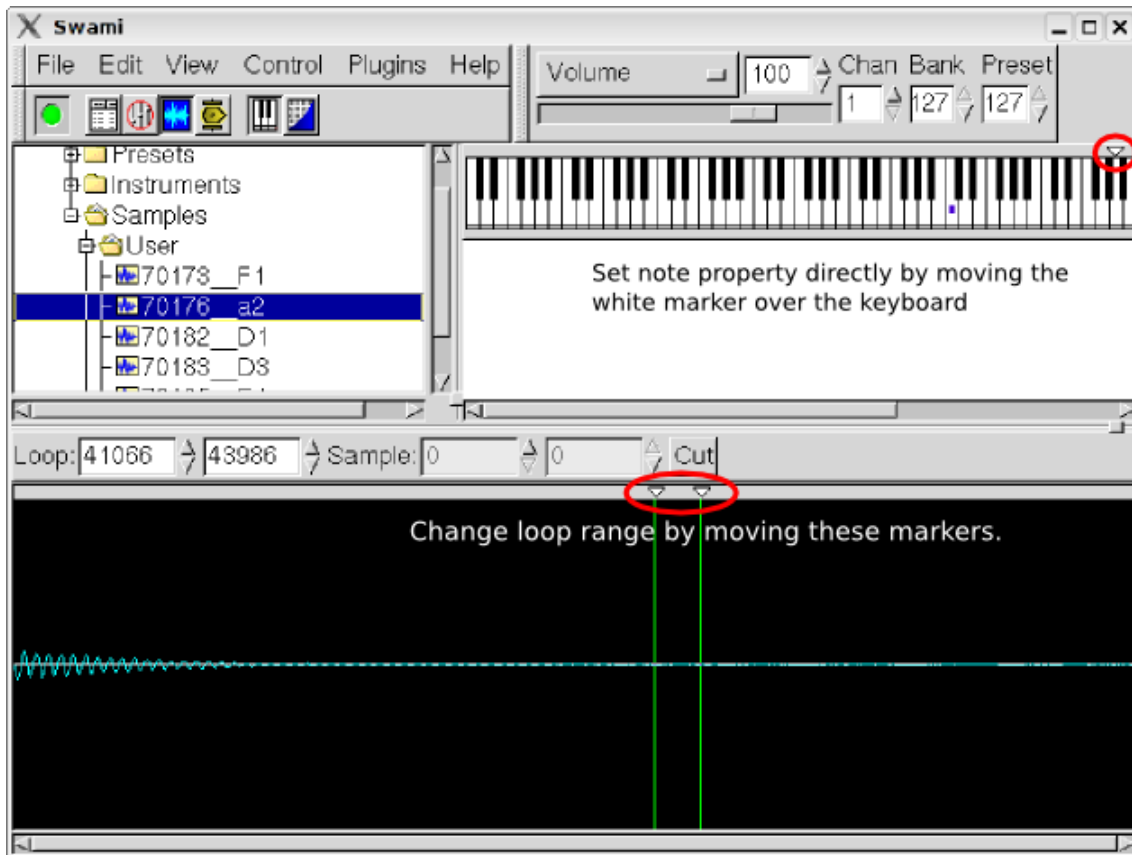 Swami
File Edit View Control Plugins Help
Volume 100 Chan Bank Preset
1 127 127
Presets
Instruments
Samples
User
70173__F1
70176__a2
70182__D1
70183__D3
Set note property directly by moving the
white marker over the keyboard
Loop: 41066 43986 Sample: 0 0 Cut
Change loop range by moving these markers.